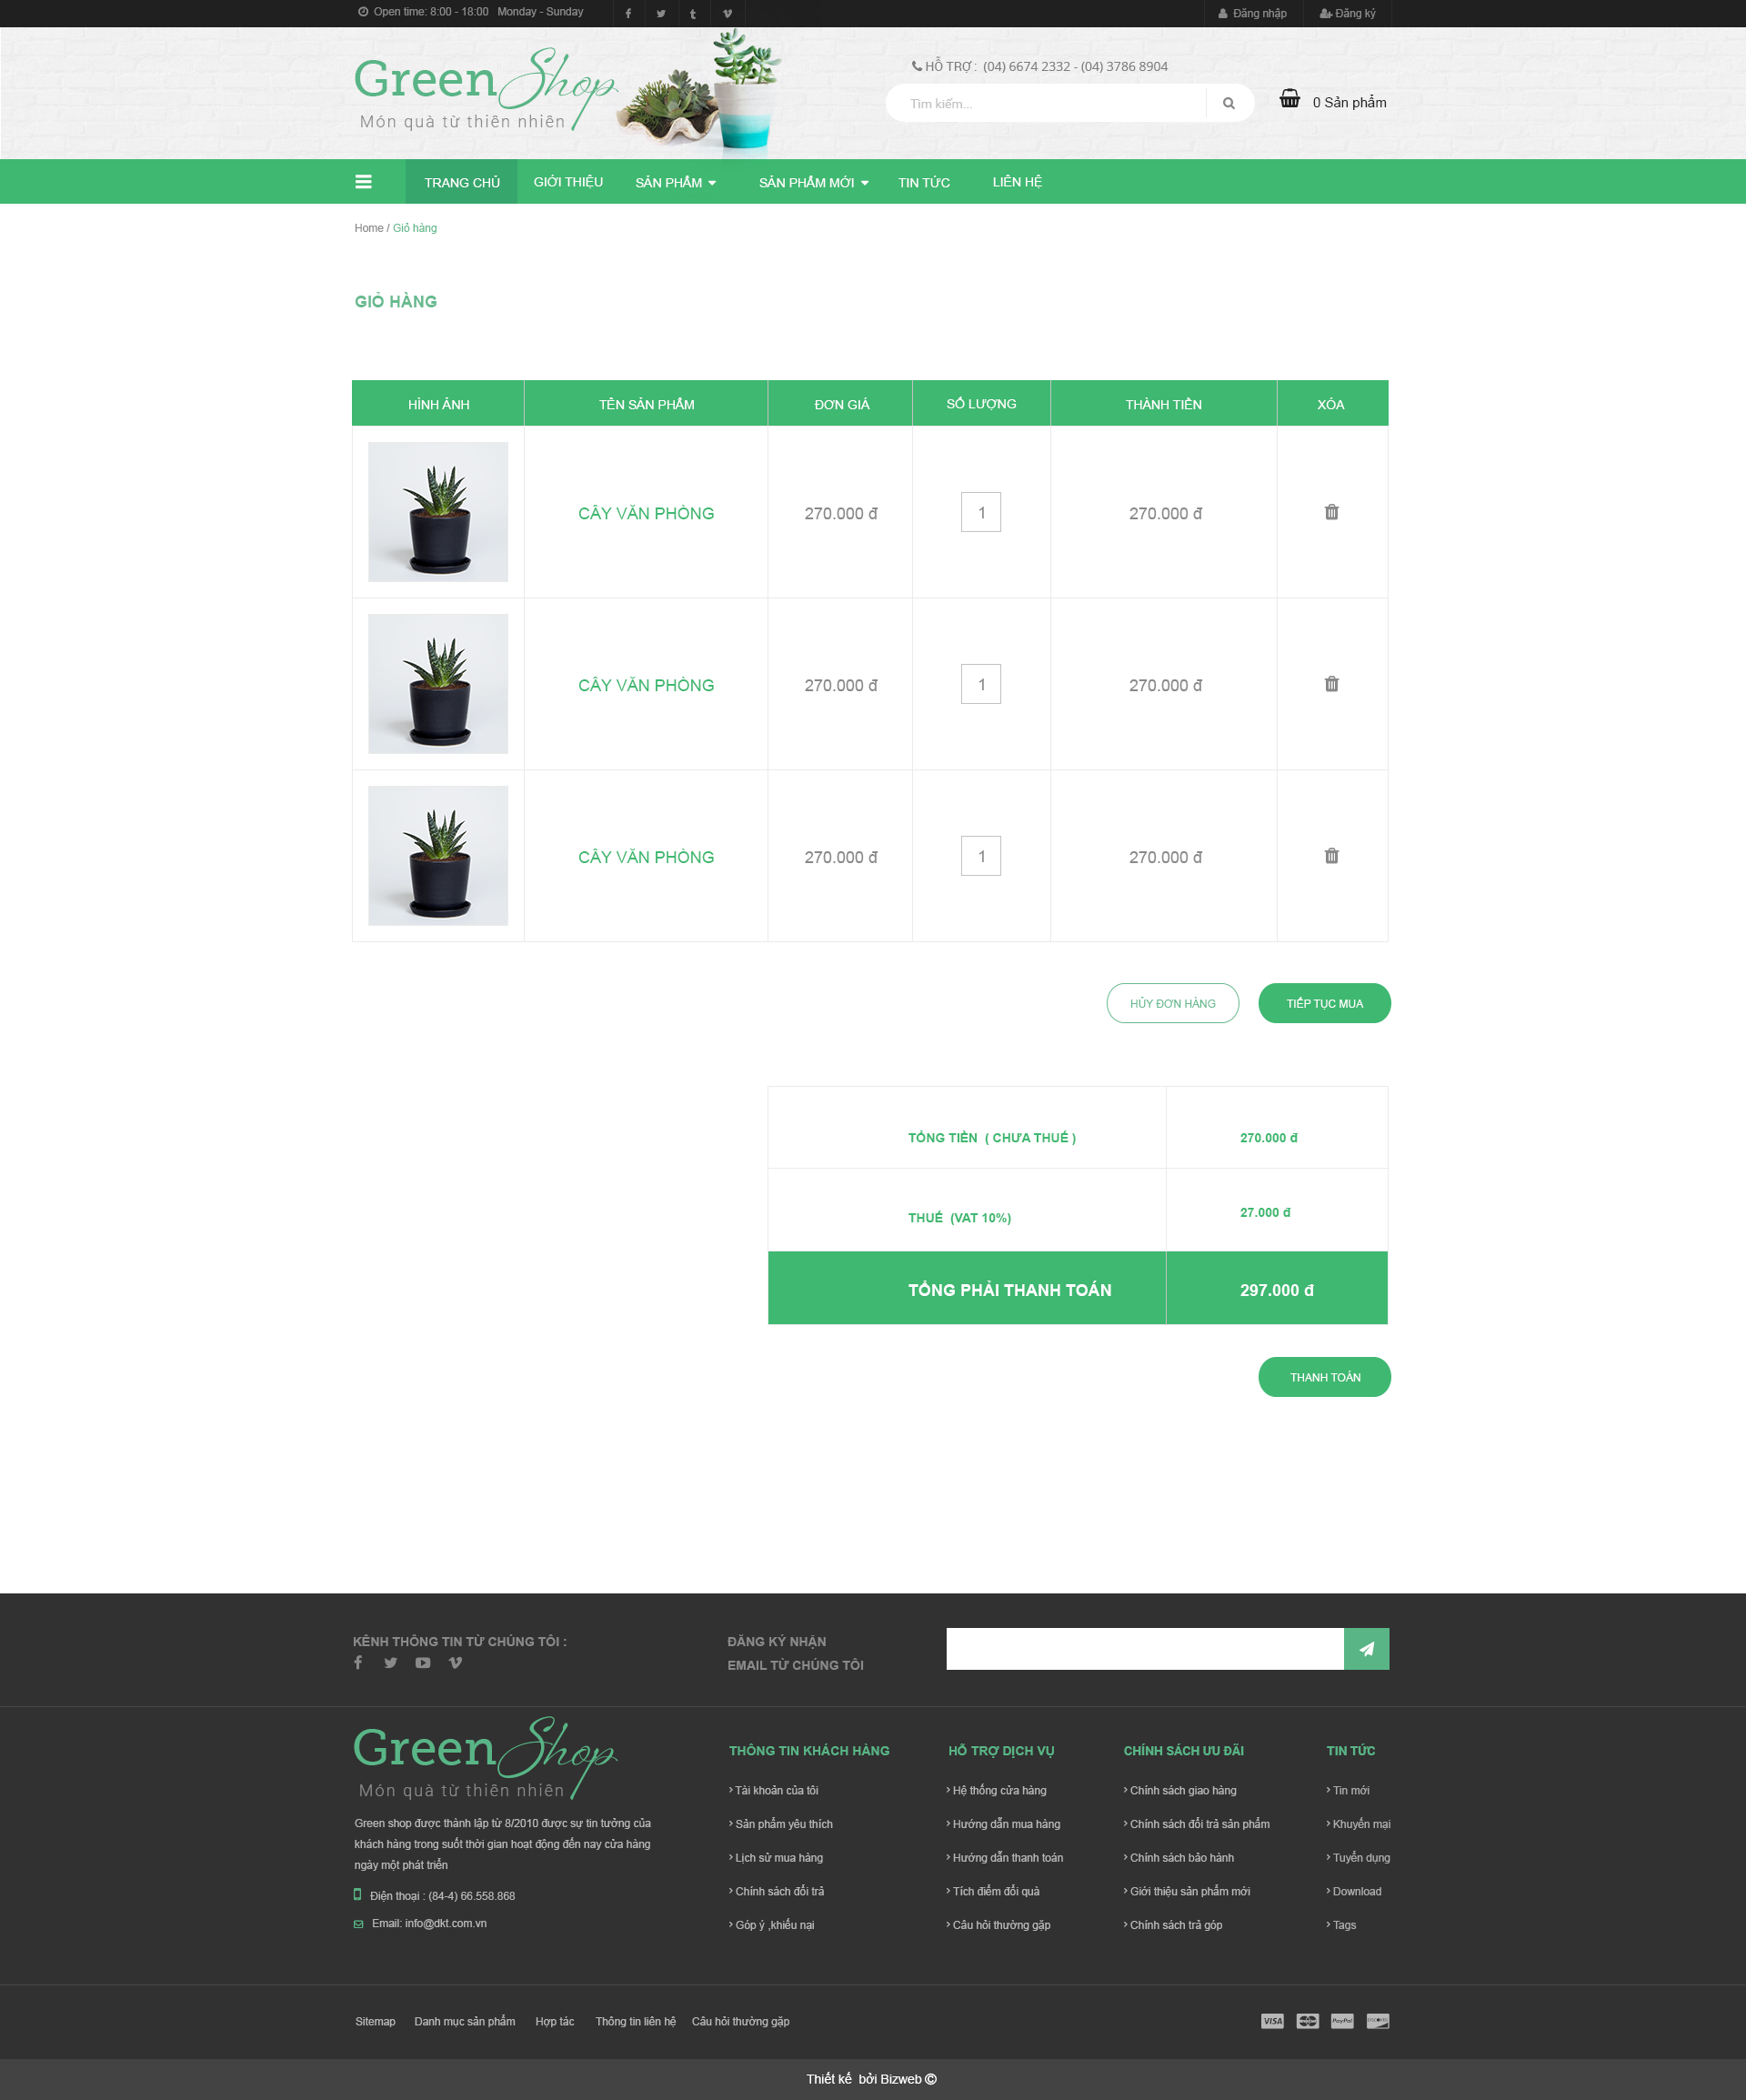 Open time: 8:00 - 18:00 Monday - Sunday
Đăng nhập
Đăng ký
Green Shop
Món quà từ thiên nhiên
HỖ TRỢ : (04) 6674 2332 - (04) 3786 8904
Tìm kiếm...
0 Sản phẩm
TRANG CHỦ
GIỚI THIỆU
SẢN PHẨM
SẢN PHẨM MỚI
TIN TỨC
LIÊN HỆ
Home / Giỏ hàng
GIỎ HÀNG
HÌNH ẢNH
TÊN SẢN PHẨM
ĐƠN GIÁ
SỐ LƯỢNG
THÀNH TIỀN
XÓA
CÂY VĂN PHÒNG
270.000 đ
1
270.000 đ
CÂY VĂN PHÒNG
270.000 đ
1
270.000 đ
CÂY VĂN PHÒNG
270.000 đ
1
270.000 đ
HỦY ĐƠN HÀNG
TIẾP TỤC MUA
TỔNG TIỀN ( CHƯA THUẾ )
270.000 đ
THUẾ (VAT 10%)
27.000 đ
TỔNG PHẢI THANH TOÁN
297.000 đ
THANH TOÁN
KÊNH THÔNG TIN TỪ CHÚNG TÔI :
ĐĂNG KÝ NHẬN
EMAIL TỪ CHÚNG TÔI
Green Shop
Món quà từ thiên nhiên
Green shop được thành lập từ 8/2010 được sự tin tưởng của
khách hàng trong suốt thời gian hoạt động đến nay cửa hàng
ngày một phát triển
Điện thoại : (84-4) 66.558.868
Email: info@dkt.com.vn
THÔNG TIN KHÁCH HÀNG
Tài khoản của tôi
Sản phẩm yêu thích
Lịch sử mua hàng
Chính sách đổi trả
Góp ý ,khiếu nại
HỖ TRỢ DỊCH VỤ
Hệ thống cửa hàng
Hướng dẫn mua hàng
Hướng dẫn thanh toán
Tích điểm đổi quà
Câu hỏi thường gặp
CHÍNH SÁCH ƯU ĐÃI
Chính sách giao hàng
Chính sách đổi trả sản phẩm
Chính sách bảo hành
Giới thiệu sản phẩm mới
Chính sách trả góp
TIN TỨC
Tin mới
Khuyến mại
Tuyển dụng
Download
Tags
Sitemap
Danh mục sản phẩm
Hợp tác
Thông tin liên hệ
Câu hỏi thường gặp
VISA
MasterCard
PayPal
DISCOVER
Thiết kế bởi Bizweb ©